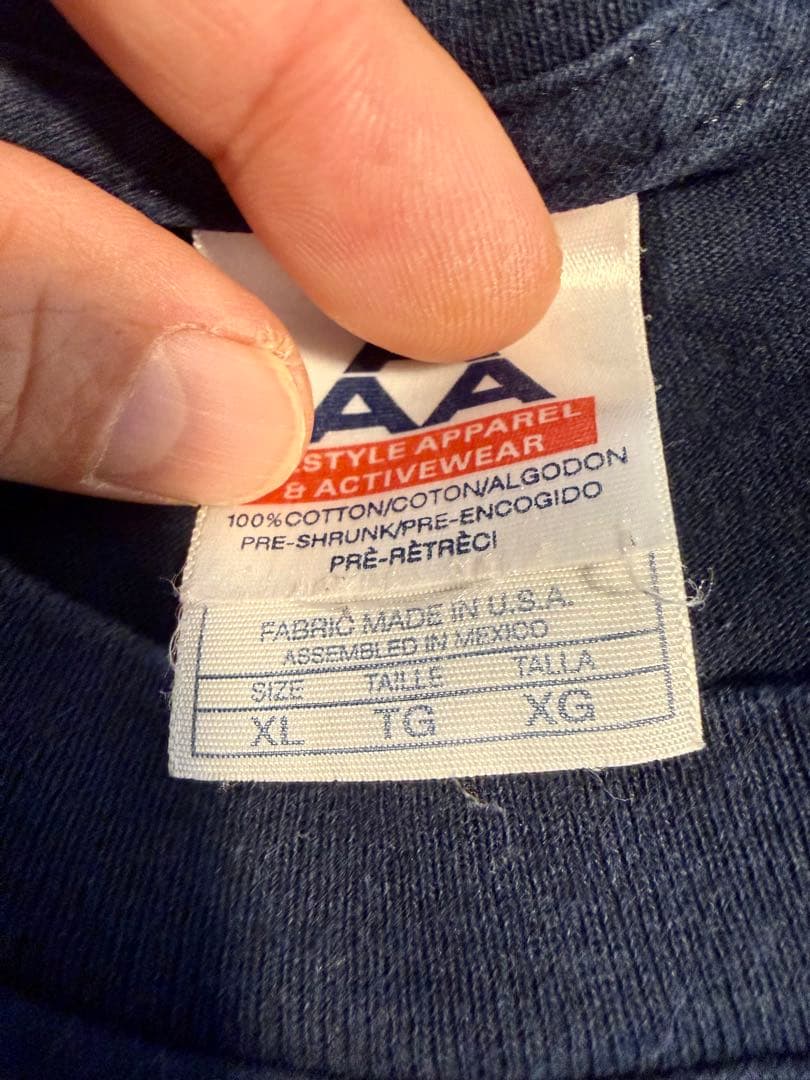 AA
STYLE APPAREL
& ACTIVEWEAR
100% COTTON/COTON/ALGODON
PRE-SHRUNK/PRE-ENCOGIDO
PRÈ-RÈTRÈCI
FABRIC MADE IN U.S.A.
ASSEMBLED IN MEXICO
SIZE TAILLE TALLA
XL TG XG